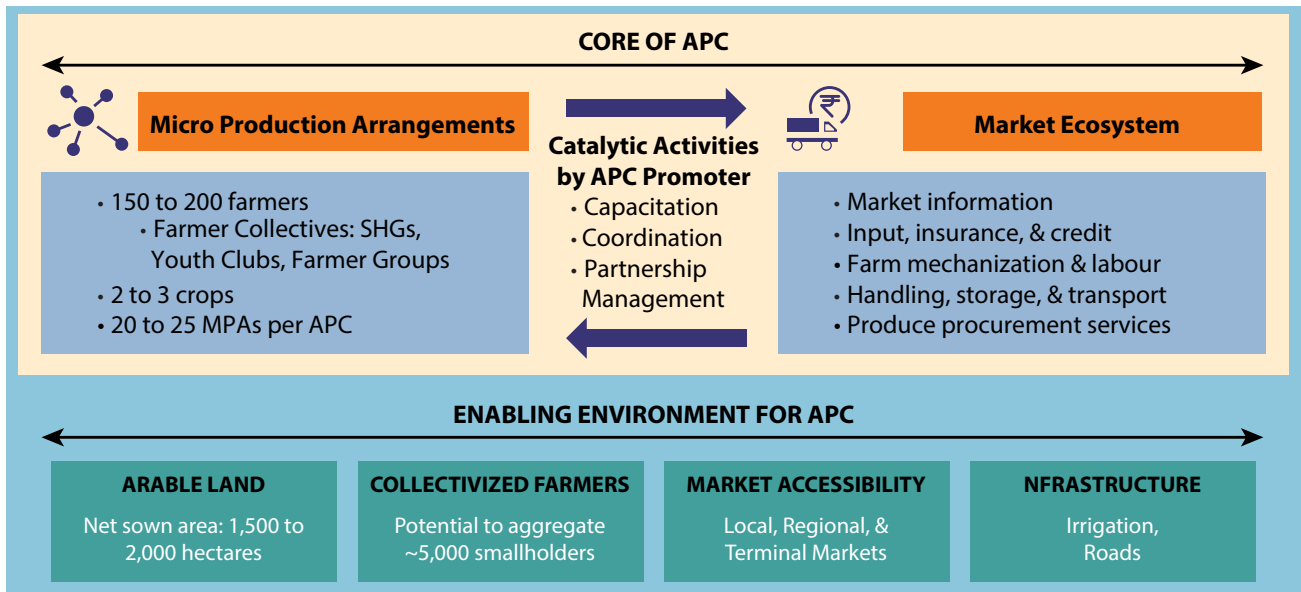 CORE OF APC
Micro Production Arrangements
• 150 to 200 farmers
• Farmer Collectives: SHGs,
Youth Clubs, Farmer Groups
• 2 to 3 crops
• 20 to 25 MPAs per APC
Catalytic Activities
by APC Promoter
• Capacitation
• Coordination
• Partnership
Management
₹
Market Ecosystem
• Market information
• Input, insurance, & credit
• Farm mechanization & labour
• Handling, storage, & transport
• Produce procurement services
ENABLING ENVIRONMENT FOR APC
ARABLE LAND
Net sown area: 1,500 to
2,000 hectares
COLLECTIVIZED FARMERS
Potential to aggregate
~5,000 smallholders
MARKET ACCESSIBILITY
Local, Regional, &
Terminal Markets
NFRASTRUCTURE
Irrigation,
Roads